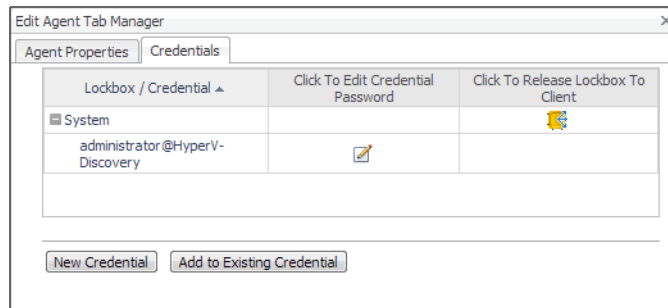 Edit Agent Tab Manager
Agent Properties Credentials
Lockbox / Credential Click To Edit Credential Click To Release Lockbox To
Password Client
System
administrator@HyperV-
Discovery
New Credential Add to Existing Credential